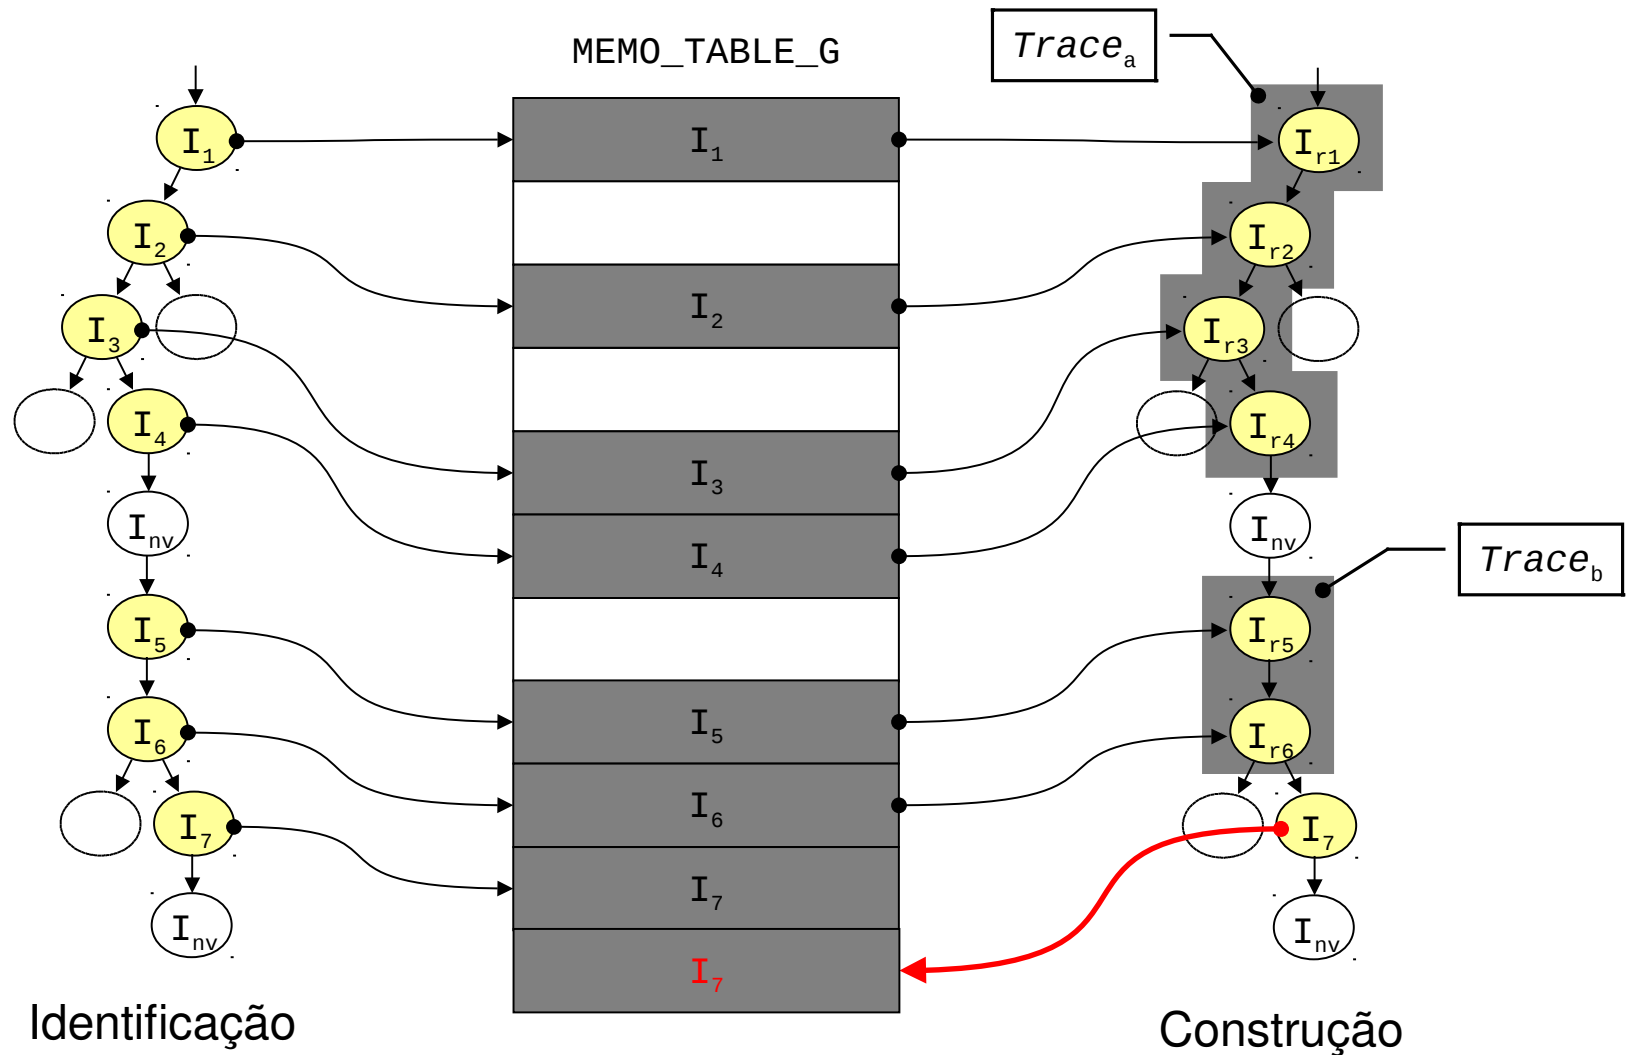 MEMO_TABLE_G
Trace_a
I_1
I_2
I_3
I_4
I_nv
I_5
I_6
I_7
I_nv
I_1
I_2
I_3
I_4
I_5
I_6
I_7
I_7
I_r1
I_r2
I_r3
I_r4
I_nv
Trace_b
I_r5
I_r6
I_7
I_nv
Identificação
Construção